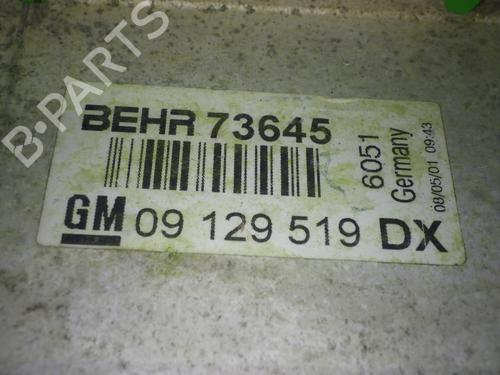 B-PARTS
BEHR 73645
6051
Germany
08/05/01 09:43
GM 09 129 519 DX